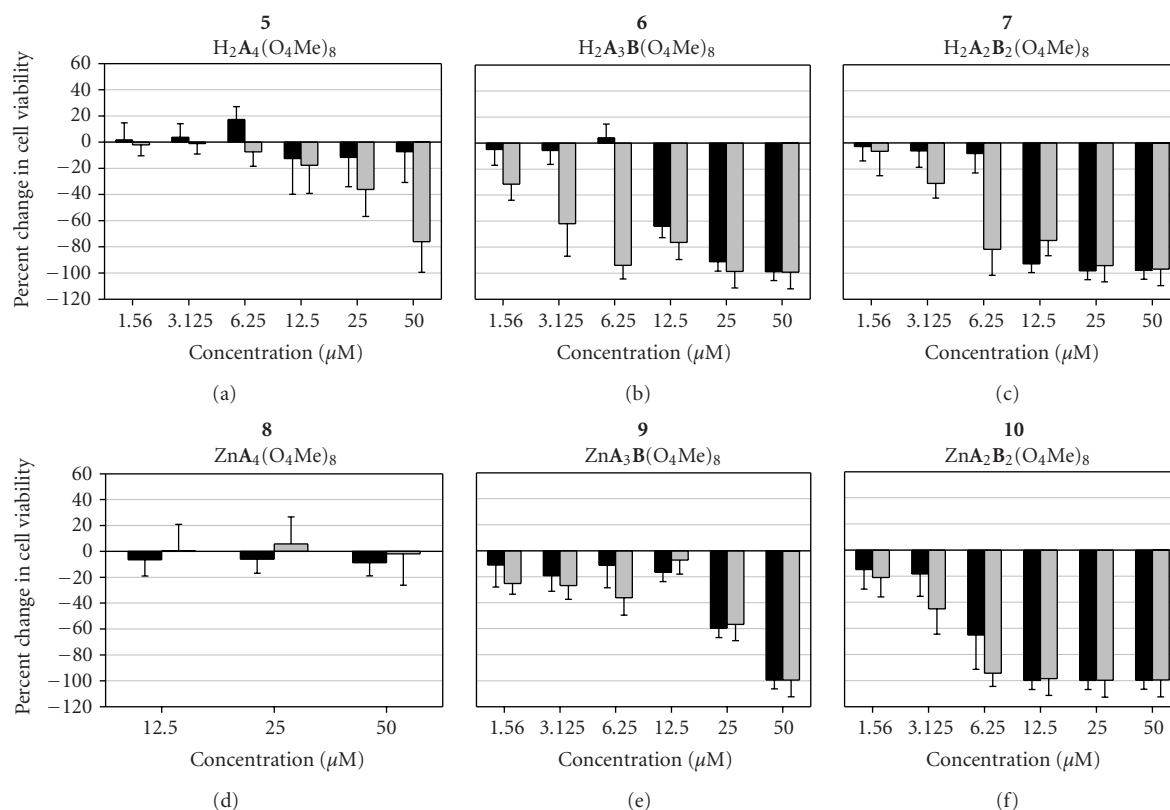 5
H₂A₄(O₄Me)₈
60
40
20
0
−20
−40
−60
−80
−100
−120
Percent change in cell viability
1.56 3.125 6.25 12.5 25 50
Concentration (μM)
(a)
6
H₂A₃B(O₄Me)₈
1.56 3.125 6.25 12.5 25 50
Concentration (μM)
(b)
7
H₂A₂B₂(O₄Me)₈
1.56 3.125 6.25 12.5 25 50
Concentration (μM)
(c)
8
ZnA₄(O₄Me)₈
60
40
20
0
−20
−40
−60
−80
−100
−120
Percent change in cell viability
12.5 25 50
Concentration (μM)
(d)
9
ZnA₃B(O₄Me)₈
1.56 3.125 6.25 12.5 25 50
Concentration (μM)
(e)
10
ZnA₂B₂(O₄Me)₈
1.56 3.125 6.25 12.5 25 50
Concentration (μM)
(f)